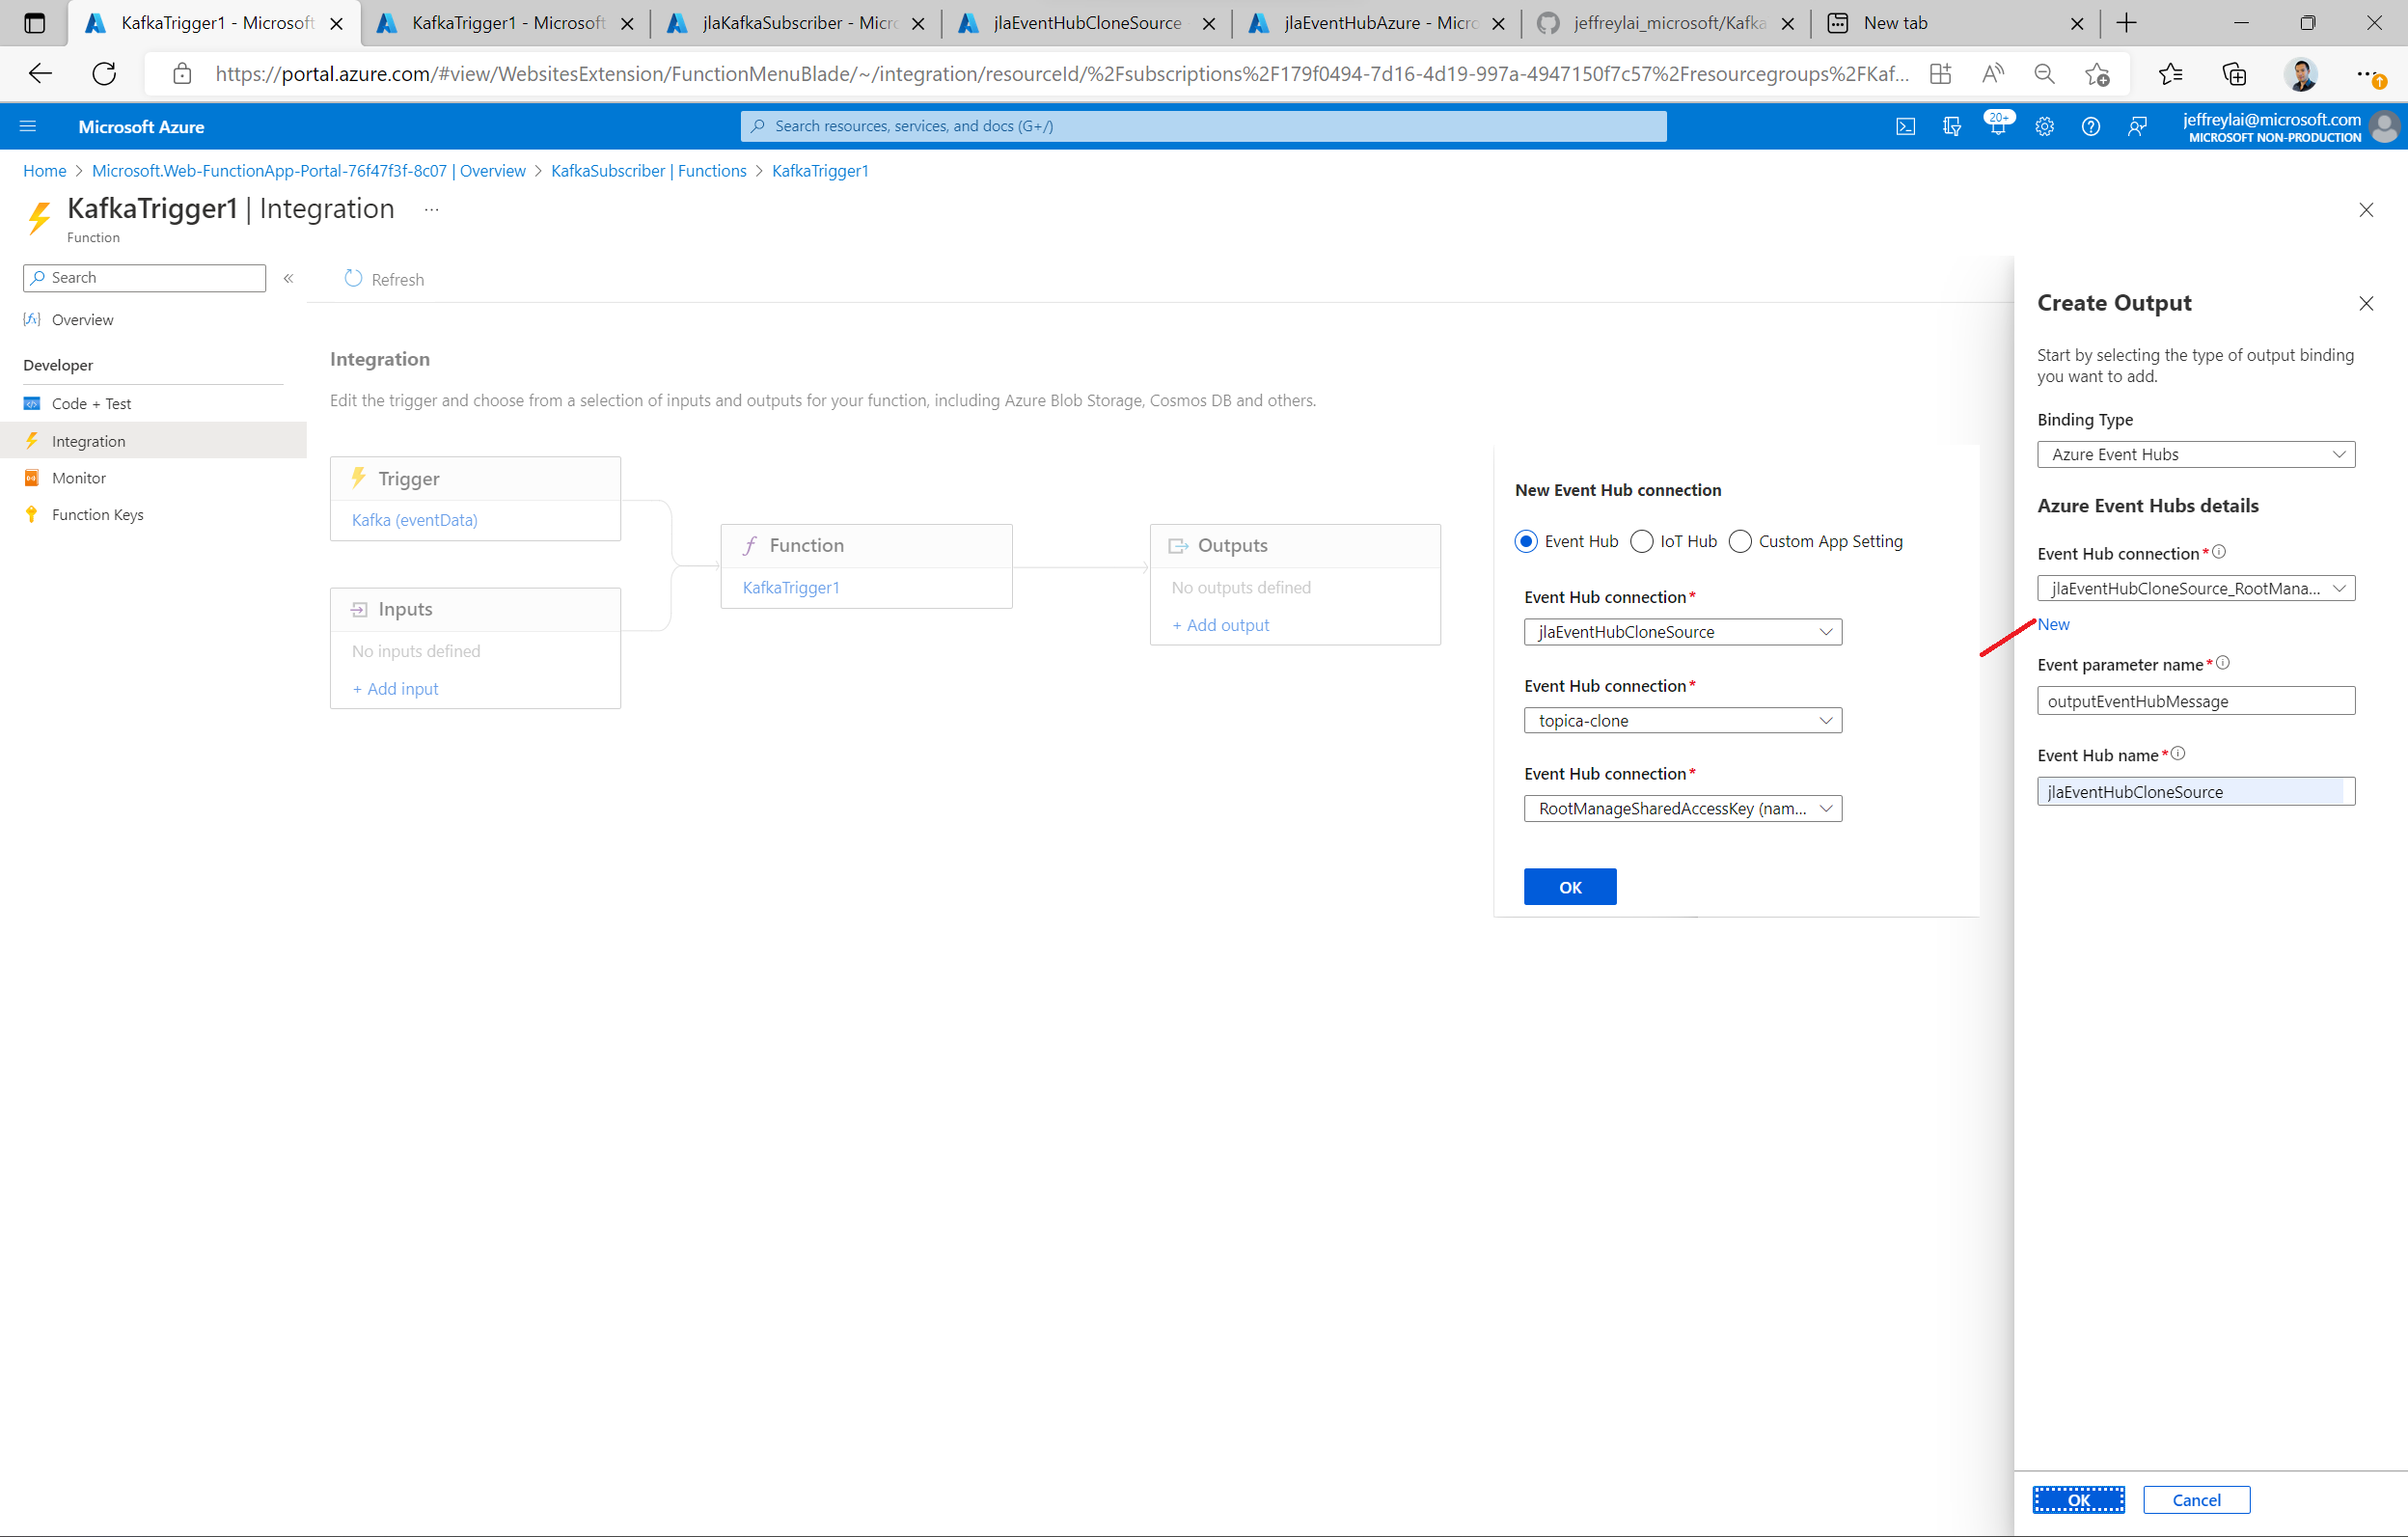 KafkaTrigger1 - Microsoft
KafkaTrigger1 - Microsoft
jlaKafkaSubscriber - Micro
jlaEventHubCloneSource
jlaEventHubAzure - Micro
jeffreylai_microsoft/Kafka
New tab
https://portal.azure.com/#view/WebsitesExtension/FunctionMenuBlade/~/integration/resourceId/%2Fsubscriptions%2F179f0494-7d16-4d19-997a-4947150f7c57%2Fresourcegroups%2FKaf...
Microsoft Azure
Search resources, services, and docs (G+/)
20+
jeffreylai@microsoft.com
MICROSOFT NON-PRODUCTION
Home > Microsoft.Web-FunctionApp-Portal-76f47f3f-8c07 | Overview > KafkaSubscriber | Functions > KafkaTrigger1
KafkaTrigger1 | Integration ...
Function
Search
«
Overview
Developer
Code + Test
Integration
Monitor
Function Keys
Refresh
Integration
Edit the trigger and choose from a selection of inputs and outputs for your function, including Azure Blob Storage, Cosmos DB and others.
Trigger
Kafka (eventData)
Inputs
No inputs defined
+ Add input
Function
KafkaTrigger1
Outputs
No outputs defined
+ Add output
New Event Hub connection
Event Hub
IoT Hub
Custom App Setting
Event Hub connection*
jlaEventHubCloneSource
Event Hub connection*
topica-clone
Event Hub connection*
RootManageSharedAccessKey (nam...
OK
Create Output
Start by selecting the type of output binding
you want to add.
Binding Type
Azure Event Hubs
Azure Event Hubs details
Event Hub connection*
jlaEventHubCloneSource_RootMana...
New
Event parameter name*
outputEventHubMessage
Event Hub name*
jlaEventHubCloneSource
OK
Cancel